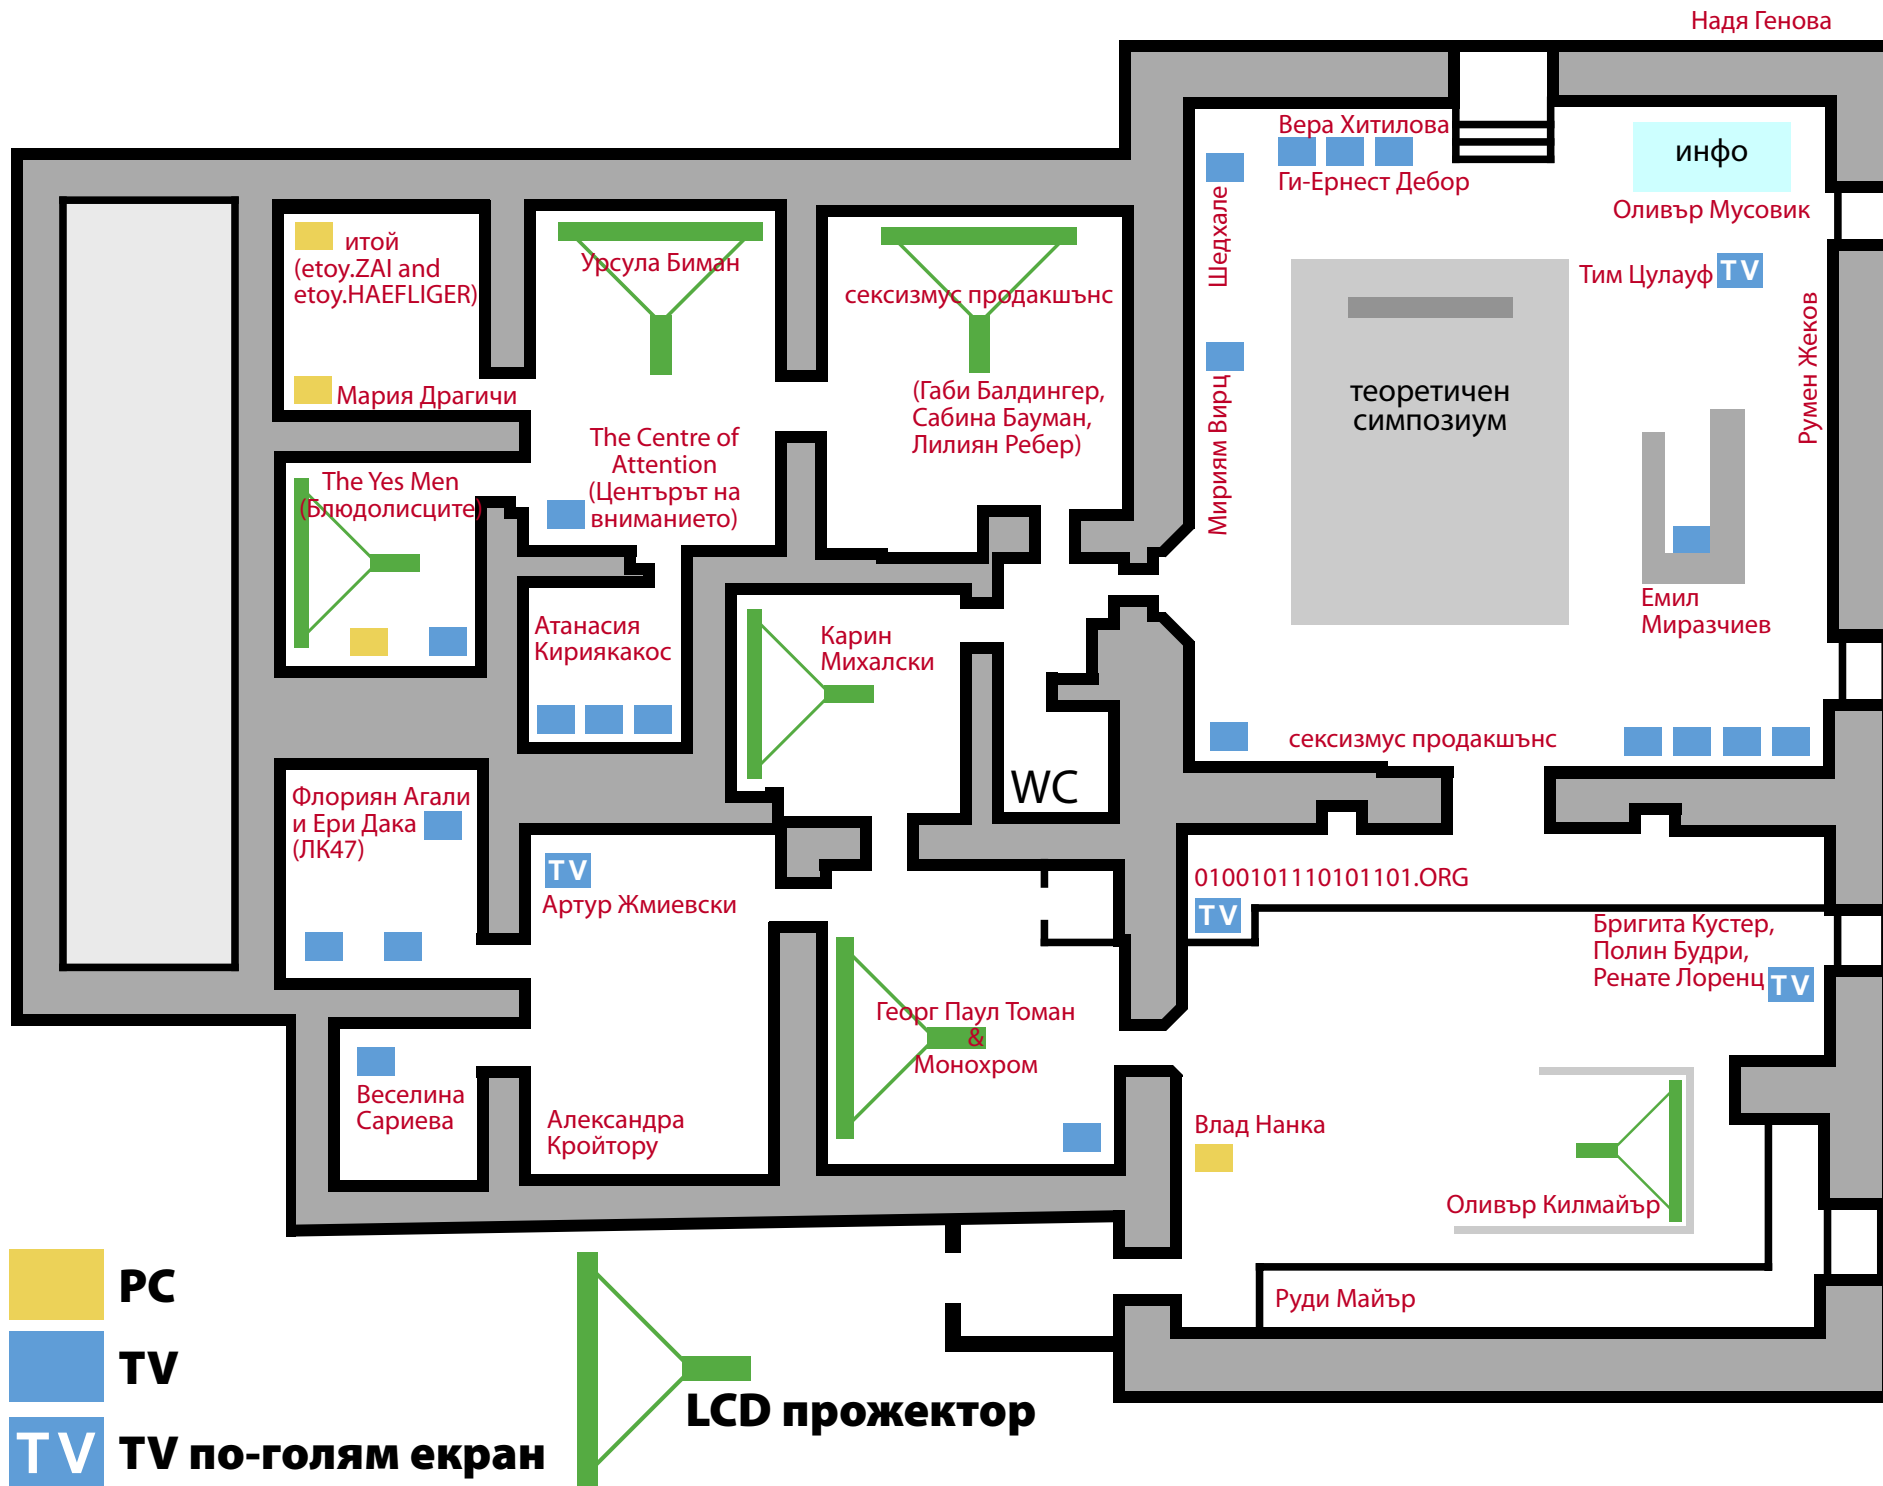 Надя Генова
Вера Хитилова
Ги-Ернест Дебор
инфо
Оливър Мусовик
Шедхале
Тим Цулауф
TV
итой
(etoy.ZAI and
etoy.HAEFLIGER)
Урсула Биман
сексизмус продакшънс
Мария Драгичи
(Габи Балдингер,
Сабина Бауман,
Лилиян Ребер)
Мириям Вирц
теоретичен
симпозиум
Румен Жеков
The Centre of
Attention
(Центърът на
вниманието)
The Yes Men
(Блюдолисците)
Емил
Миразчиев
Атанасия
Кириякакос
Карин
Михалски
сексизмус продакшънс
WC
Флориян Агали
и Ери Дака
(ЛК47)
TV
Артур Жмиевски
0100101110101101.ORG
TV
Бригита Кустер,
Полин Будри,
Ренате Лоренц
TV
Георг Паул Томан
&
Монохром
Веселина
Сариева
Александра
Кройтору
Влад Нанка
Оливър Килмайър
Руди Майър
PC
TV
TV
TV по-голям екран
LCD прожектор